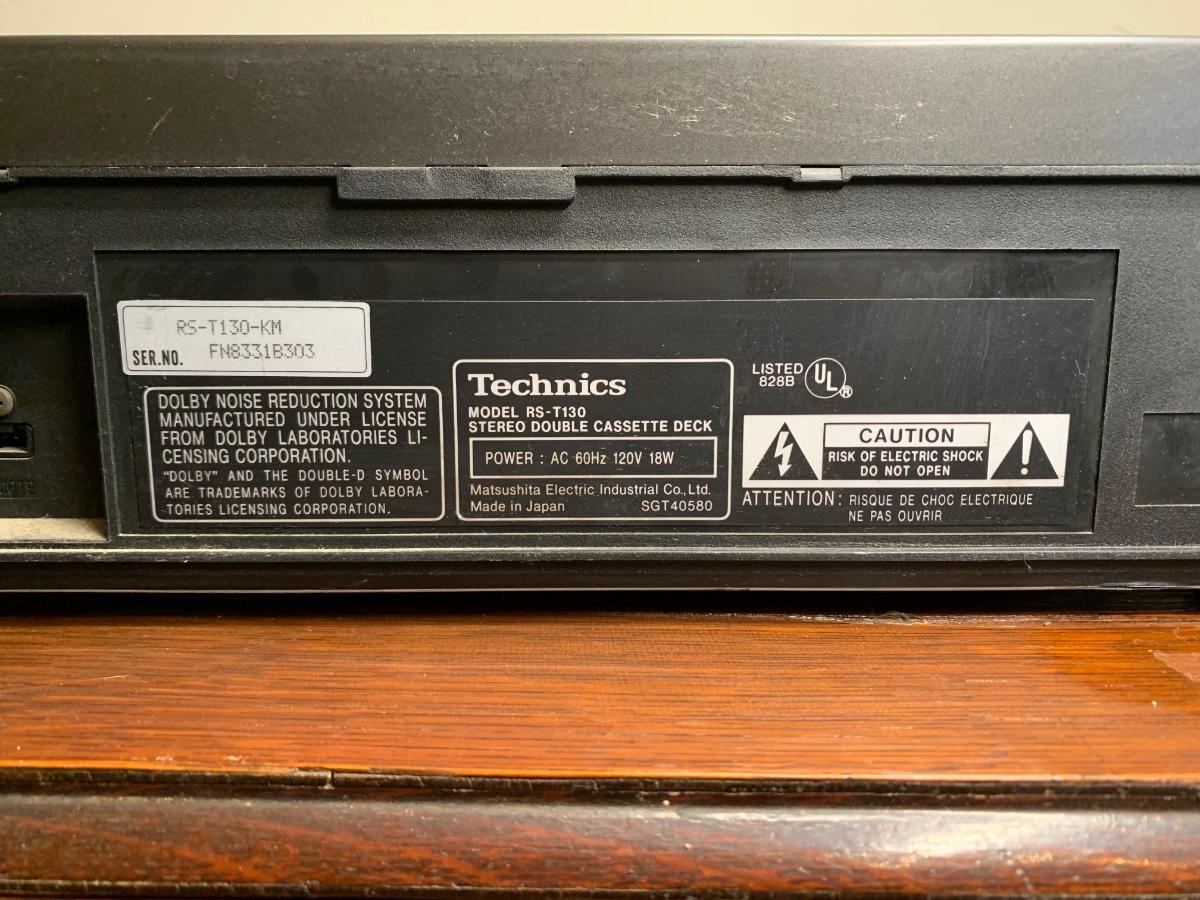 RS-T130-KM
SER.NO. FN8331B303
DOLBY NOISE REDUCTION SYSTEM
MANUFACTURED UNDER LICENSE
FROM DOLBY LABORATORIES LI-
CENSING CORPORATION.
"DOLBY" AND THE DOUBLE-D SYMBOL
ARE TRADEMARKS OF DOLBY LABORA-
TORIES LICENSING CORPORATION.
Technics
MODEL RS-T130
STEREO DOUBLE CASSETTE DECK
POWER : AC 60Hz 120V 18W
Matsushita Electric Industrial Co., Ltd.
Made in Japan SGT40580
LISTED
828B
UL®
CAUTION
RISK OF ELECTRIC SHOCK
DO NOT OPEN
ATTENTION: RISQUE DE CHOC ELECTRIQUE
NE PAS OUVRIR